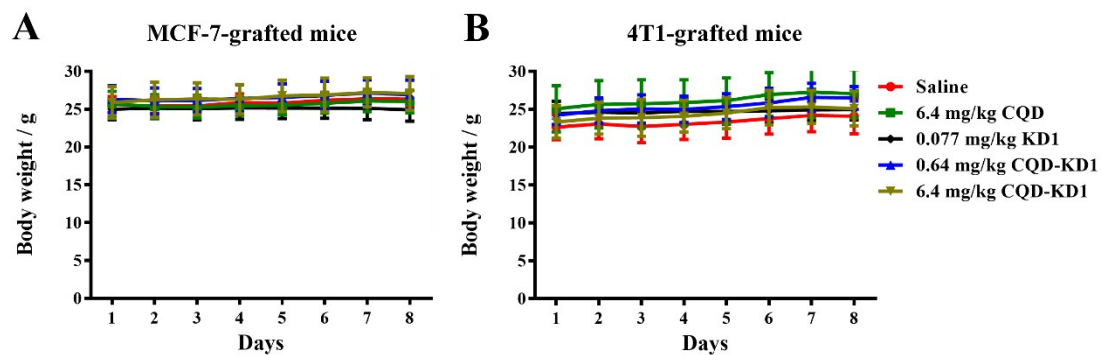 A
MCF-7-grafted mice
Body weight / g
30
25
20
15
10
5
0
1 2 3 4 5 6 7 8
Days
B
4T1-grafted mice
Body weight / g
30
25
20
15
10
5
0
1 2 3 4 5 6 7 8
Days
Saline
6.4 mg/kg CQD
0.077 mg/kg KD1
0.64 mg/kg CQD-KD1
6.4 mg/kg CQD-KD1